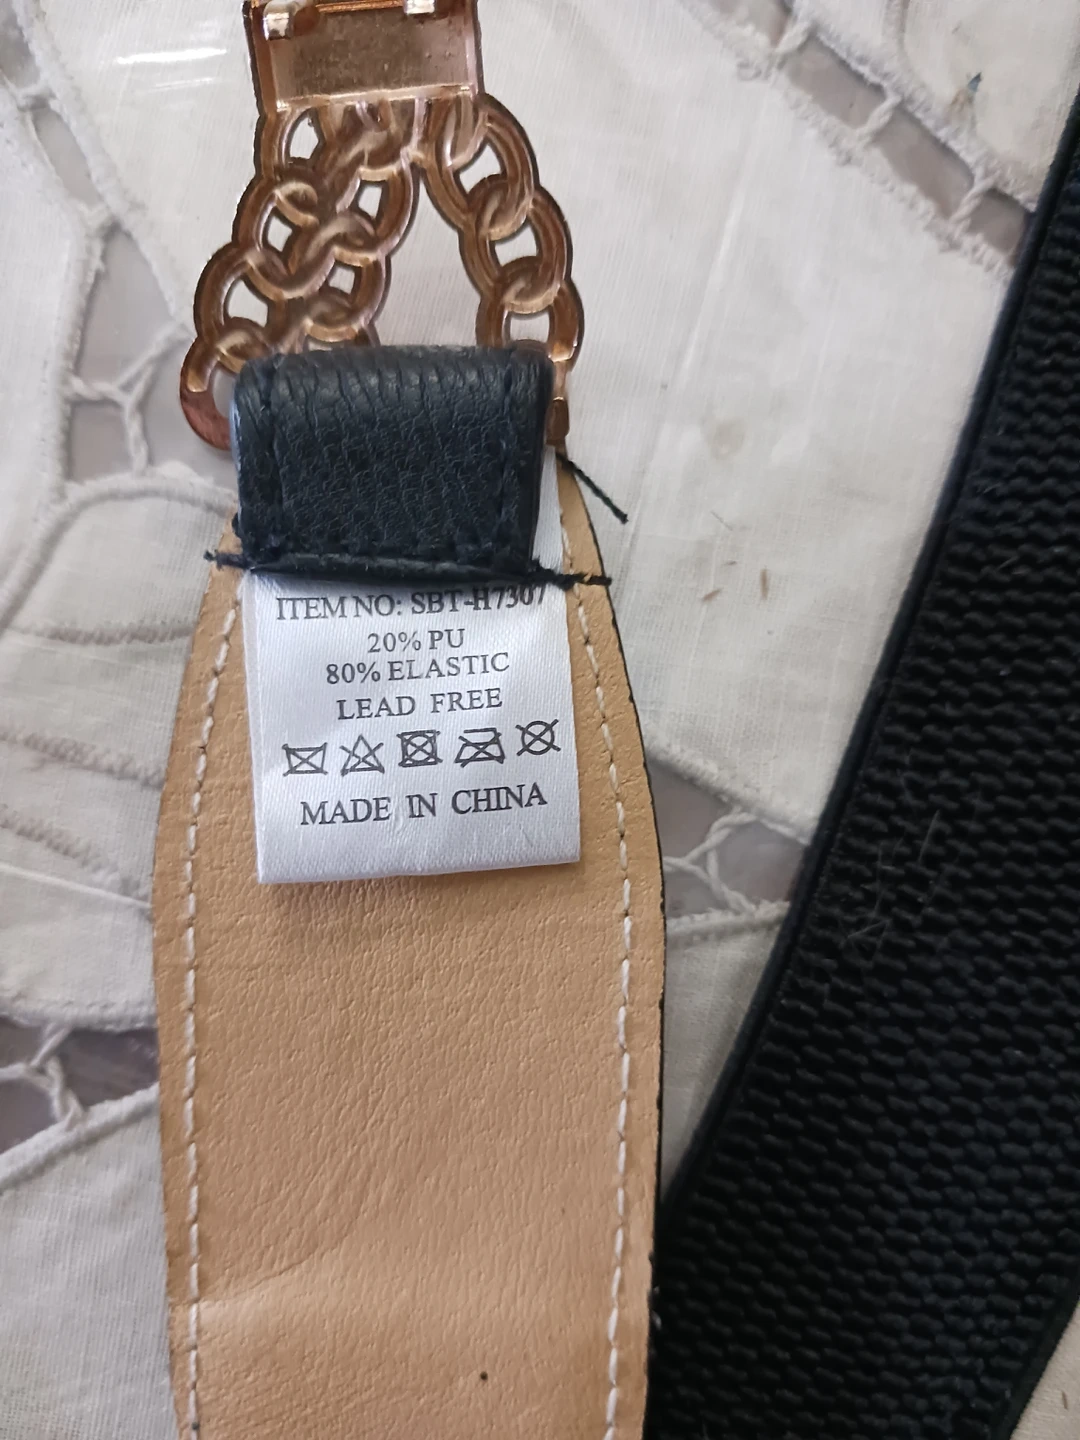 ITEM NO: SBT-H7307
20% PU
80% ELASTIC
LEAD FREE
MADE IN CHINA